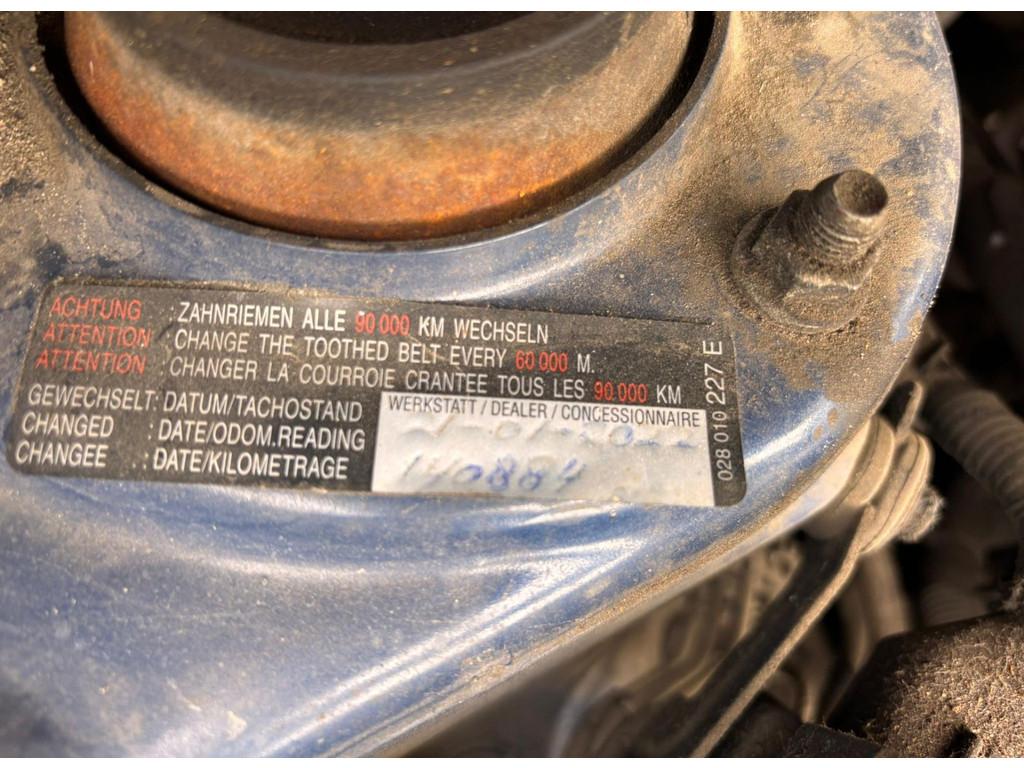 ACHTUNG : ZAHNRIEMEN ALLE 90 000 KM WECHSELN
ATTENTION : CHANGE THE TOOTHED BELT EVERY 60 000 M.
ATTENTION : CHANGER LA COURROIE CRANTEE TOUS LES 90.000 KM
GEWECHSELT: DATUM/TACHOSTAND
CHANGED : DATE/ODOM.READING
CHANGEE : DATE/KILOMETRAGE
WERKSTATT / DEALER / CONCESSIONNAIRE
140884
028 010 227 E